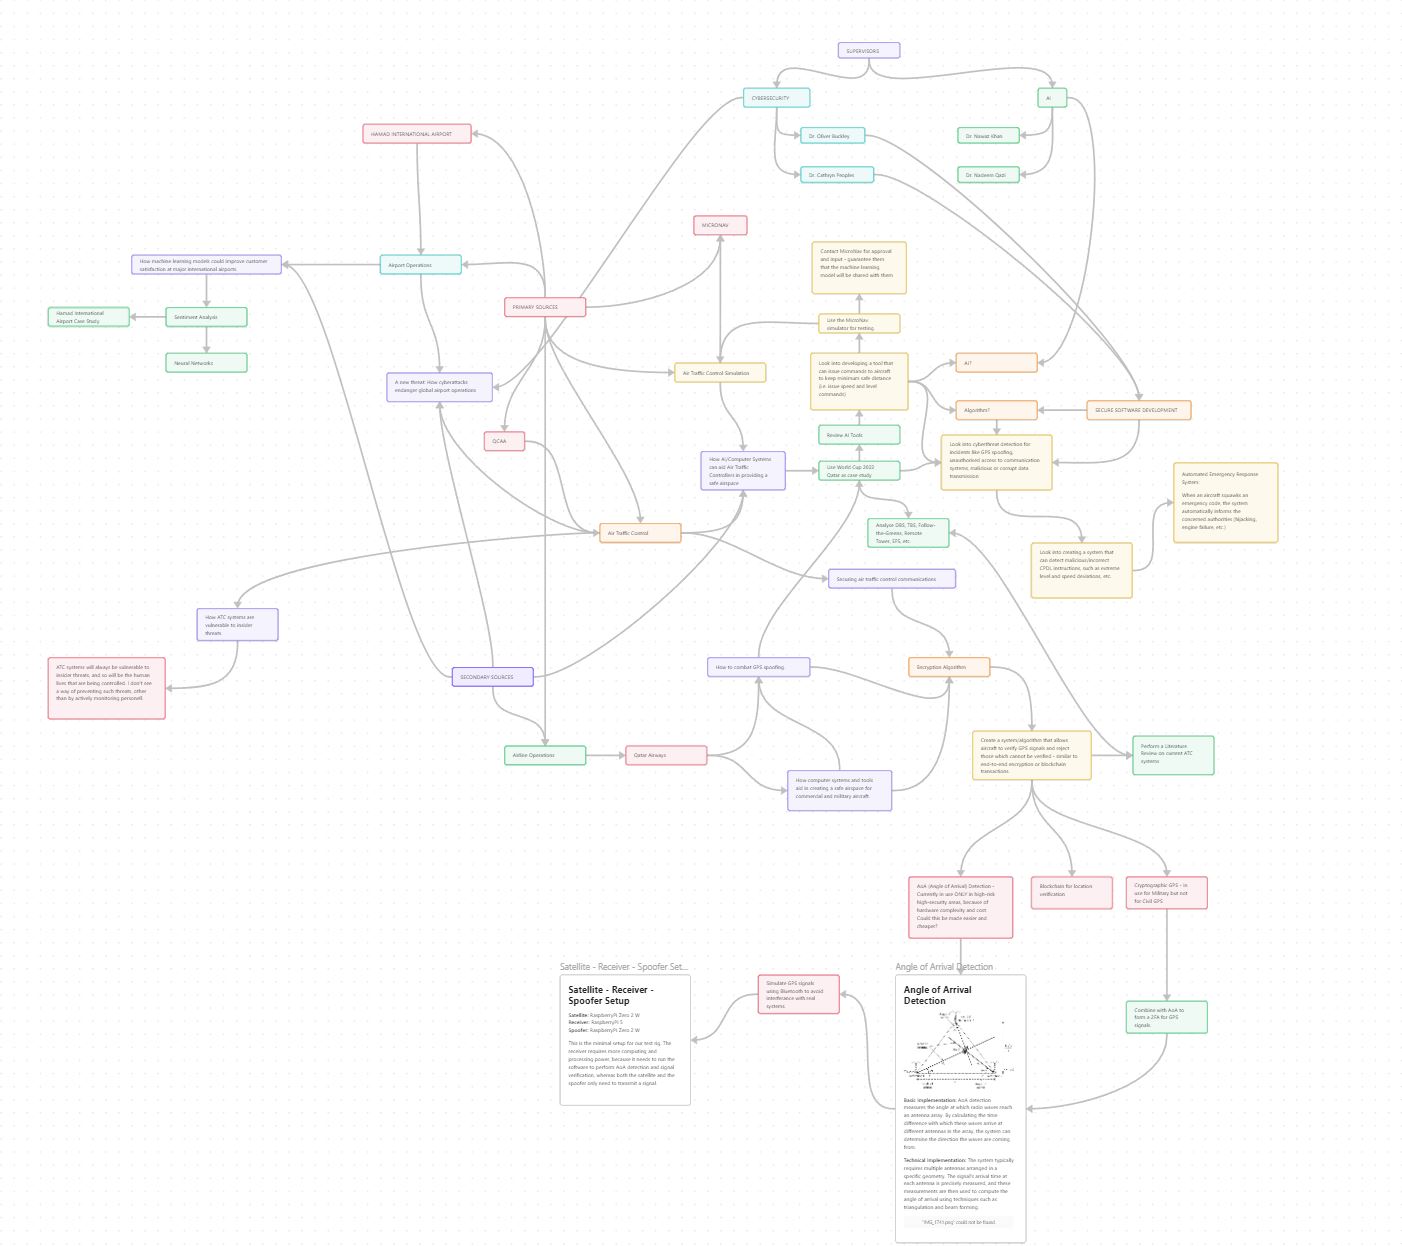 SUPERVISORS
CYBERSECURITY
AI
HAMAD INTERNATIONAL AIRPORT
Dr. Oliver Buckley
Dr. Nawaz Khan
Dr. Cathryn Peoples
Dr. Nadeem Qazi
MICRONAV
Contact MicroNav for approval
and input - guarantee them
that the machine learning
model will be shared with them
How machine learning models could improve customer
satisfaction at major international airports
Airport Operations
PRIMARY SOURCES
Hamad International
Airport Case Study
Sentiment Analysis
Use the MicroNav
simulator for testing.
Neural Networks
A new threat: How cyberattacks
endanger global airport operations
Air Traffic Control Simulation
Look into developing a tool that
can issue commands to aircraft
to keep minimum safe distance
(i.e. issue speed and level
commands)
AI?
Algorithm?
SECURE SOFTWARE DEVELOPMENT
QCAA
Review AI Tools
Look into cyberthreat detection for
incidents like GPS spoofing,
unauthorised access to communication
systems, malicious or corrupt data
transmission
How AI/Computer Systems
can aid Air Traffic
Controllers in providing a
safe airspace
Use World Cup 2022
Qatar as case study
Automated Emergency Response
System:
When an aircraft squawks an
emergency code, the system
automatically informs the
concerned authorities (hijacking,
engine failure, etc.)
Air Traffic Control
Analyse DBS, TBS, Follow-
the-Greens, Remote
Tower, EFS, etc.
Look into creating a system that
can detect malicious/incorrect
CPDL instructions, such as extreme
level and speed deviations, etc.
Securing air traffic control communications
How ATC systems are
vulnerable to insider
threats
ATC systems will always be vulnerable to
insider threats, and so will be the human
lives that are being controlled. I don't see
a way of preventing such threats, other
than by actively monitoring personell.
SECONDARY SOURCES
How to combat GPS spoofing.
Encryption Algorithm
Airline Operations
Qatar Airways
How computer systems and tools
aid in creating a safe airspace for
commercial and military aircraft.
Create a system/algorithm that allows
aircraft to verify GPS signals and reject
those which cannot be verified - similar to
end-to-end encryption or blockchain
transactions
Perform a Literature
Review on current ATC
systems
AoA (Angle of Arrival) Detection -
Currently in use ONLY in high-risk
high-security areas, because of
hardware complexity and cost
Could this be made easier and
cheaper?
Blockchain for location
verification
Cryptographic GPS - in
use for Military but not
for Civil GPS
Satellite - Receiver - Spoofer Set...
Satellite - Receiver -
Spoofer Setup
Satellite: RaspberryPi Zero 2 W
Receiver: RaspberryPi 5
Spoofer: RaspberryPi Zero 2 W
This is the minimal setup for our test rig. The
receiver requires more computing and
processing power, because it needs to run the
software to perform AoA detection and signal
verification, whereas both the satellite and the
spoofer only need to transmit a signal
Simulate GPS signals
using Bluetooth to avoid
interference with real
systems.
Angle of Arrival Detection
Angle of Arrival
Detection
Basic Implementation: AoA detection
measures the angle at which radio waves reach
an antenna array. By calculating the time
difference with which these waves arrive at
different antennas in the array, the system can
determine the direction the waves are coming
from.
Technical Implementation: The system typically
requires multiple antennas arranged in a
specific geometry. The signal's arrival time at
each antenna is precisely measured, and these
measurements are then used to compute the
angle of arrival using techniques such as
triangulation and beam forming.
"IMG_1741.png" could not be found.
Combine with AoA to
form a 2FA for GPS
signals